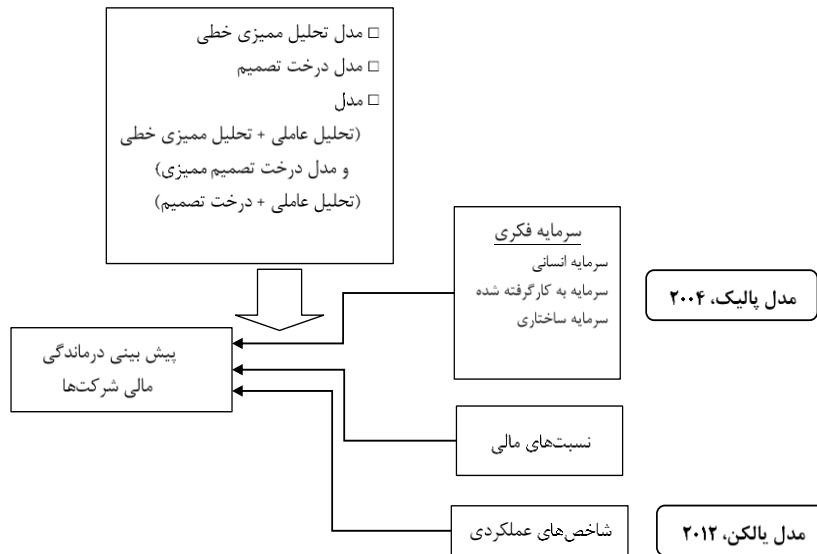 □ مدل تحلیل ممیزی خطی
□ مدل درخت تصمیم
□ مدل
(تحلیل عاملی + تحلیل ممیزی خطی
و مدل درخت تصمیم ممیزی)
(تحلیل عاملی + درخت تصمیم)
سرمایه فکری
سرمایه انسانی
سرمایه به کارگرفته شده
سرمایه ساختاری
مدل پالیک، ۲۰۰۴
پیش بینی درماندگی
مالی شرکت‌ها
نسبت‌های مالی
شاخص‌های عملکردی
مدل یالکن، ۲۰۱۲